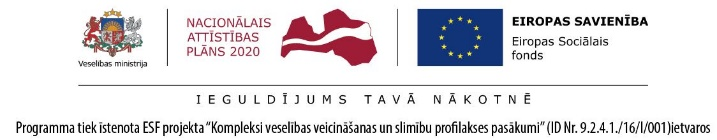 NACIONĀLAIS
ATTĪSTĪBAS
PLĀNS 2020
EIROPAS SAVIENĪBA
Eiropas Sociālais
fonds
Veselības ministrija
IEGULDĪJUMS TAVĀ NĀKOTNĒ
Programma tiek īstenota ESF projekta “Kompleksi veselības veicināšanas un slimību profilakses pasākumi” (ID Nr. 9.2.4.1./16/I/001)ietvaros